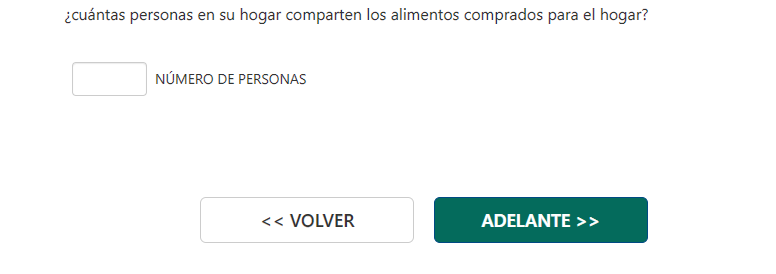 ¿cuántas personas en su hogar comparten los alimentos comprados para el hogar?
NÚMERO DE PERSONAS
<< VOLVER
ADELANTE >>